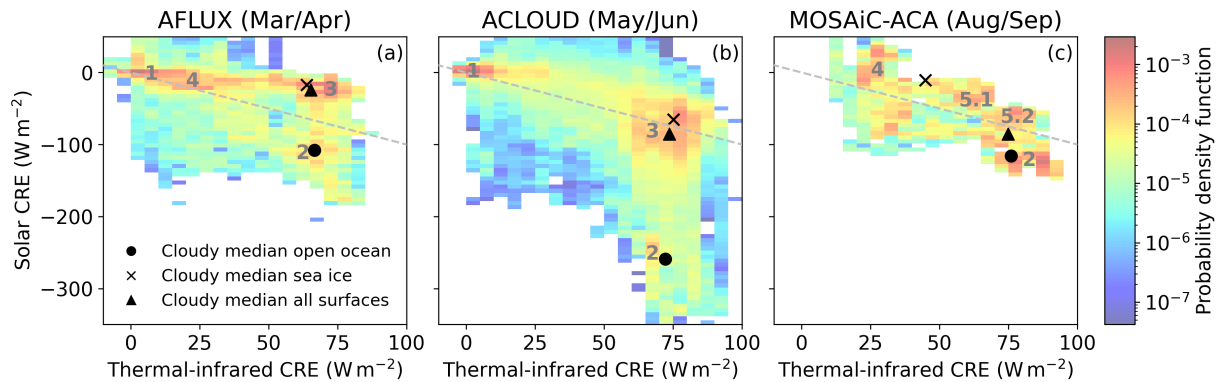 AFLUX (Mar/Apr)
ACLOUD (May/Jun)
MOSAiC-ACA (Aug/Sep)
(a)
(b)
(c)
Solar CRE (W m−2)
0
−100
−200
−300
1
4
3
2
1
3
2
4
5.1
5.2
2
Cloudy median open ocean
Cloudy median sea ice
Cloudy median all surfaces
0 25 50 75 100
0 25 50 75 100
0 25 50 75 100
Thermal-infrared CRE (W m−2)
Thermal-infrared CRE (W m−2)
Thermal-infrared CRE (W m−2)
10−3
10−4
10−5
10−6
10−7
Probability density function